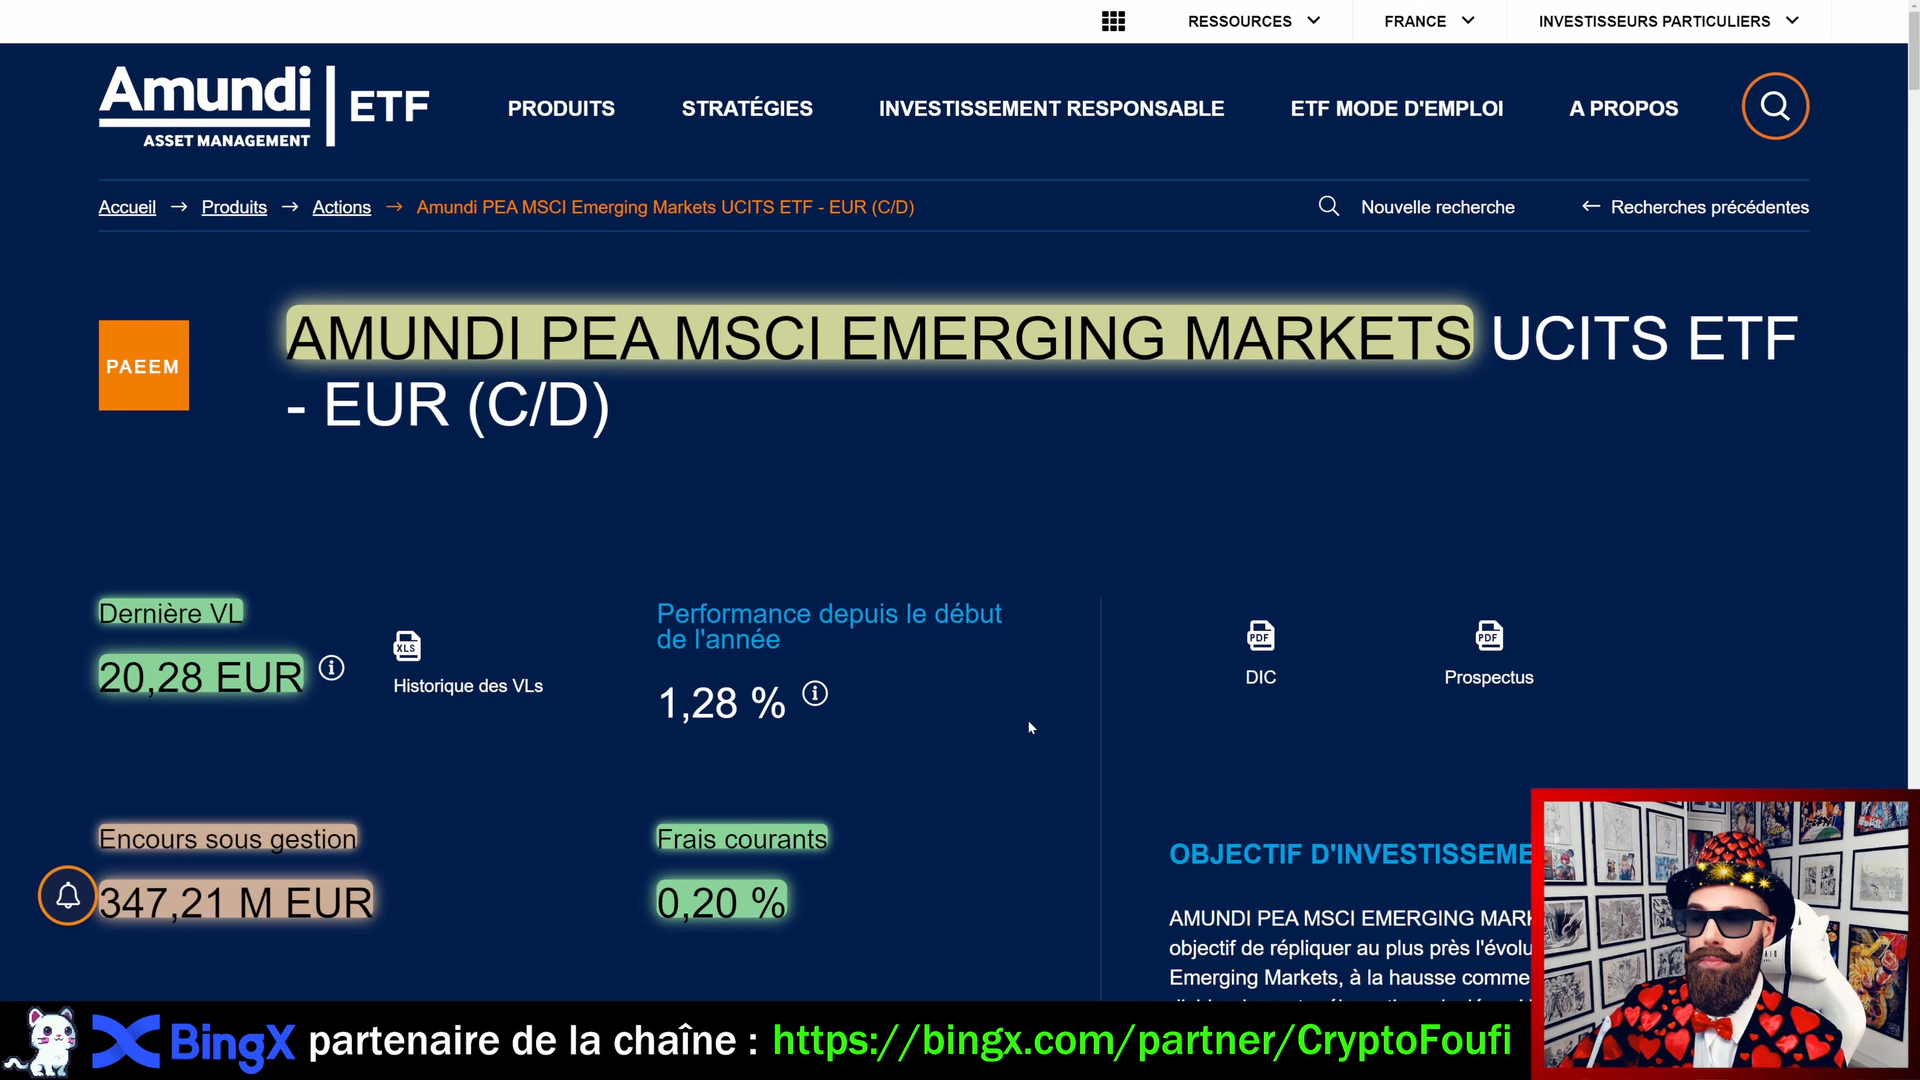 RESSOURCES
FRANCE
INVESTISSEURS PARTICULIERS
Amundi
ASSET MANAGEMENT
ETF
PRODUITS
STRATÉGIES
INVESTISSEMENT RESPONSABLE
ETF MODE D'EMPLOI
A PROPOS
Accueil → Produits → Actions → Amundi PEA MSCI Emerging Markets UCITS ETF - EUR (C/D)
Nouvelle recherche
← Recherches précédentes
PAEEM
AMUNDI PEA MSCI EMERGING MARKETS UCITS ETF
- EUR (C/D)
Dernière VL
20,28 EUR
XLS
Historique des VLs
Performance depuis le début
de l'année
1,28 %
PDF
DIC
PDF
Prospectus
Encours sous gestion
347,21 M EUR
Frais courants
0,20 %
OBJECTIF D'INVESTISSEME
AMUNDI PEA MSCI EMERGING MARK
objectif de répliquer au plus près l'évolu
Emerging Markets, à la hausse comme
BingX partenaire de la chaîne : https://bingx.com/partner/CryptoFoufi